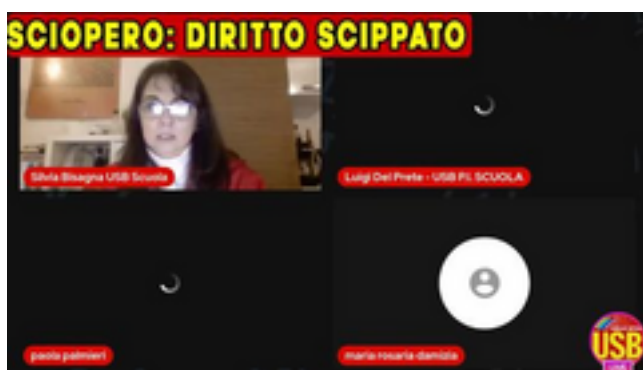 SCIOPERO: DIRITTO SCIPPATO
Silvia Bisagna USB Scuola
Luigi Del Prete - USB P.I. SCUOLA
paola palmieri
maria rosaria damizia
USB